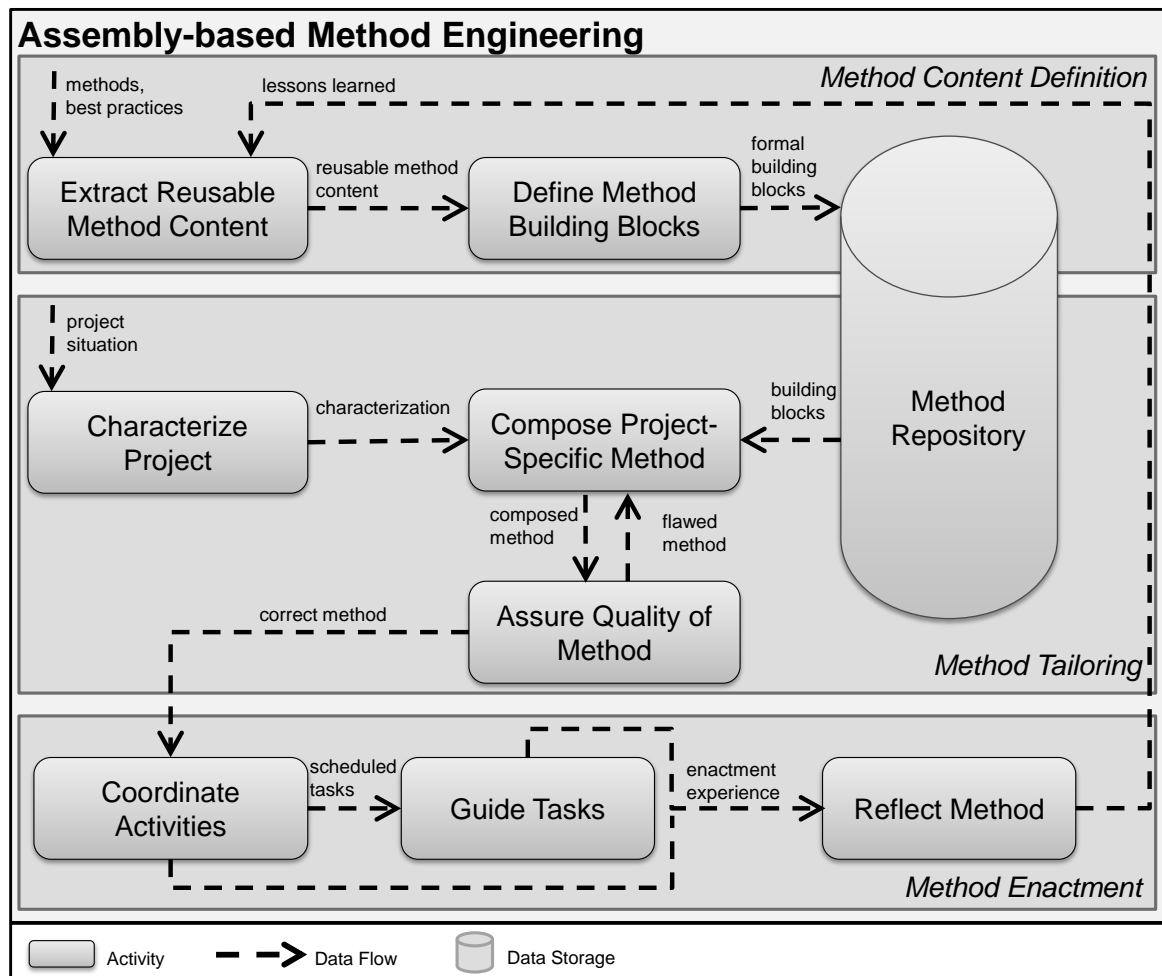 Assembly-based Method Engineering
Method Content Definition
methods,
best practices
lessons learned
Extract Reusable
Method Content
reusable method
content
Define Method
Building Blocks
formal
building
blocks
Method
Repository
project
situation
Characterize
Project
characterization
Compose Project-
Specific Method
building
blocks
composed
method
flawed
method
Assure Quality of
Method
correct method
Method Tailoring
Coordinate
Activities
scheduled
tasks
Guide Tasks
enactment
experience
Reflect Method
Method Enactment
Activity
Data Flow
Data Storage